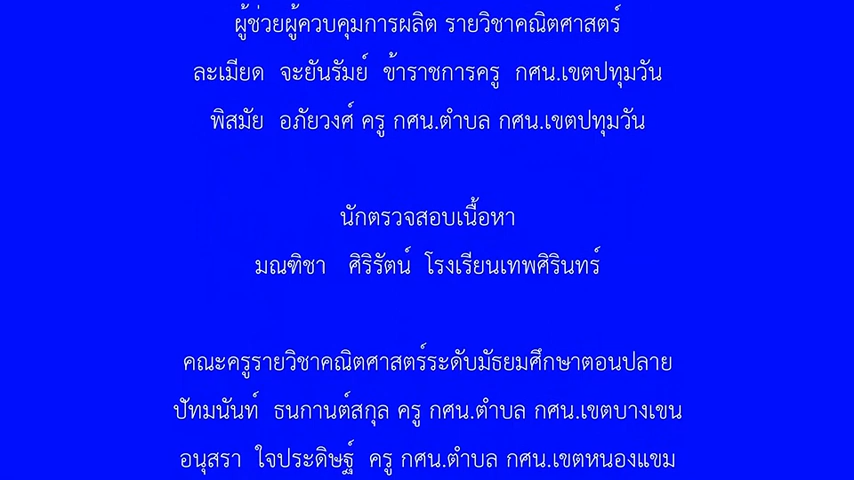 ผู้ช่วยผู้ควบคุมการผลิต รายวิชาคณิตศาสตร์
ละเมียด จะยันรัมย์ ข้าราชการครู กศน.เขตปทุมวัน
พิสมัย อภัยวงศ์ ครู กศน.ตำบล กศน.เขตปทุมวัน
นักตรวจสอบเนื้อหา
มณฑิชา ศิริรัตน์ โรงเรียนเทพศิรินทร์
คณะครูรายวิชาคณิตศาสตร์ระดับมัธยมศึกษาตอนปลาย
ปัทมนันท์ ธนกานต์สกุล ครู กศน.ตำบล กศน.เขตบางเขน
อนุสรา ใจประดิษฐ์ ครู กศน.ตำบล กศน.เขตหนองแขม